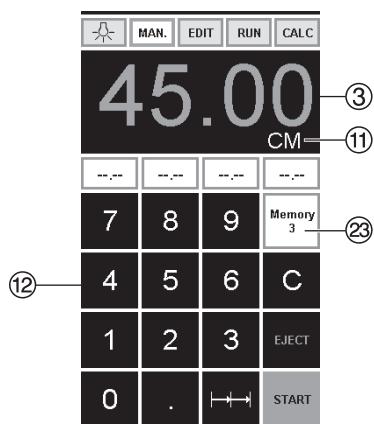 MAN. EDIT RUN CALC
45.00 ③
CM ⑪
--.-- --.-- --.-- --.--
7 8 9 Memory
3 ㉓
⑫ 4 5 6 C
1 2 3 EJECT
0 . START